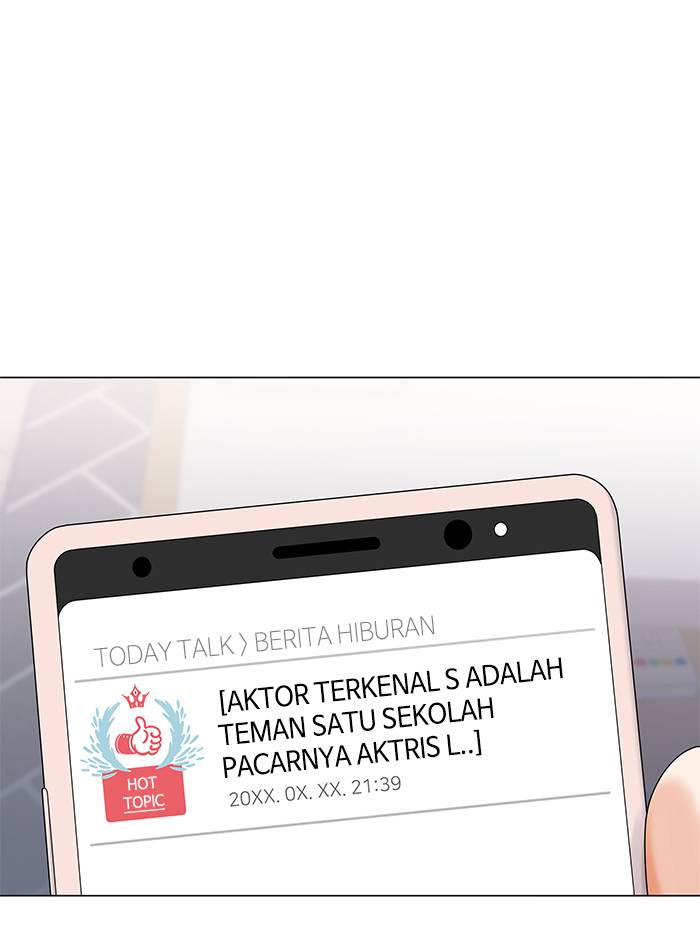 TODAY TALK 〉 BERITA HIBURAN
[AKTOR TERKENAL S ADALAH
TEMAN SATU SEKOLAH
PACARNYA AKTRIS L..]
20XX. 0X. XX. 21:39
HOT
TOPIC